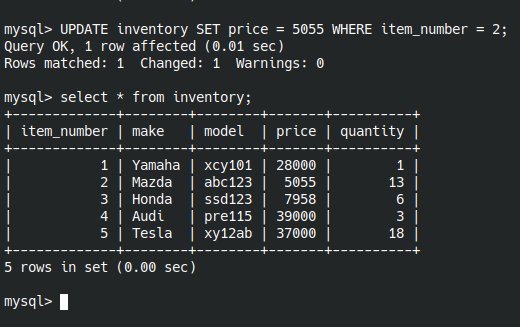 mysql> UPDATE inventory SET price = 5055 WHERE item_number = 2;
Query OK, 1 row affected (0.01 sec)
Rows matched: 1  Changed: 1  Warnings: 0
mysql> select * from inventory;
+-------------+--------+--------+-------+----------+
| item_number | make   | model  | price | quantity |
+-------------+--------+--------+-------+----------+
|           1 | Yamaha | xcy101 | 28000 |        1 |
|           2 | Mazda  | abc123 |  5055 |       13 |
|           3 | Honda  | ssd123 |  7958 |        6 |
|           4 | Audi   | pre115 | 39000 |        3 |
|           5 | Tesla  | xy12ab | 37000 |       18 |
+-------------+--------+--------+-------+----------+
5 rows in set (0.00 sec)
mysql>